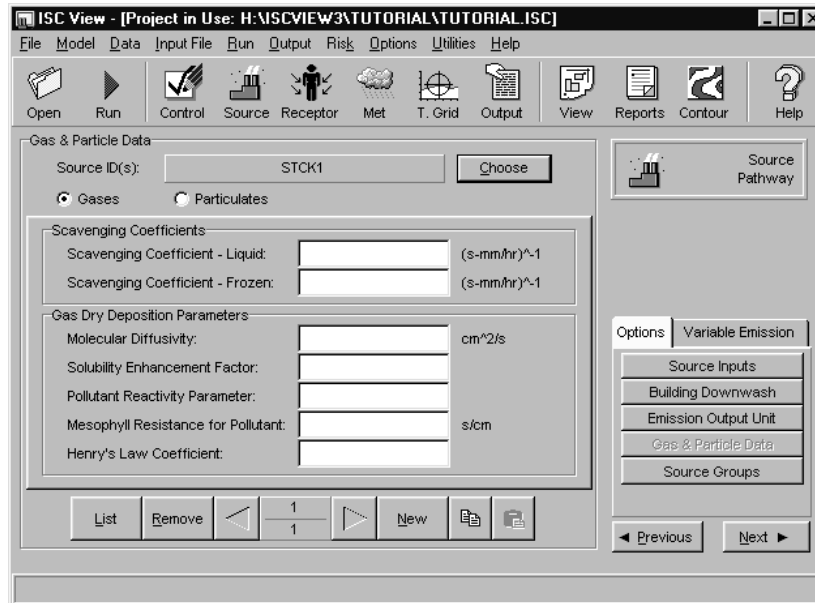 ISC View - [Project in Use: H:\ISCVIEW3\TUTORIAL\TUTORIAL.ISC]
File Model Data Input File Run Output Risk Options Utilities Help
Open Run Control Source Receptor Met T. Grid Output View Reports Contour Help
Gas & Particle Data
Source ID(s): STCK1 Choose
Gases Particulates
Source Pathway
Scavenging Coefficients
Scavenging Coefficient - Liquid: (s-mm/hr)^-1
Scavenging Coefficient - Frozen: (s-mm/hr)^-1
Gas Dry Deposition Parameters
Molecular Diffusivity: cm^2/s
Solubility Enhancement Factor:
Pollutant Reactivity Parameter:
Mesophyll Resistance for Pollutant: s/cm
Henry's Law Coefficient:
Options Variable Emission
Source Inputs
Building Downwash
Emission Output Unit
Gas & Particle Data
Source Groups
List Remove 1 New
1
Previous Next